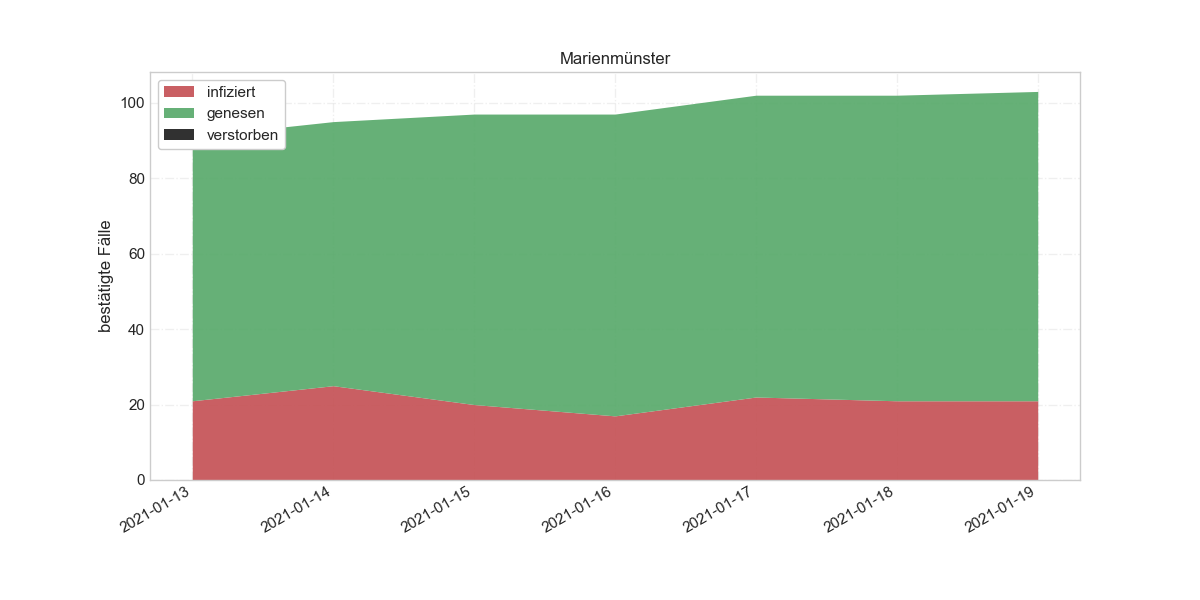 Marienmünster
infiziert
genesen
verstorben
bestätigte Fälle
100
80
60
40
20
0
2021-01-13
2021-01-14
2021-01-15
2021-01-16
2021-01-17
2021-01-18
2021-01-19